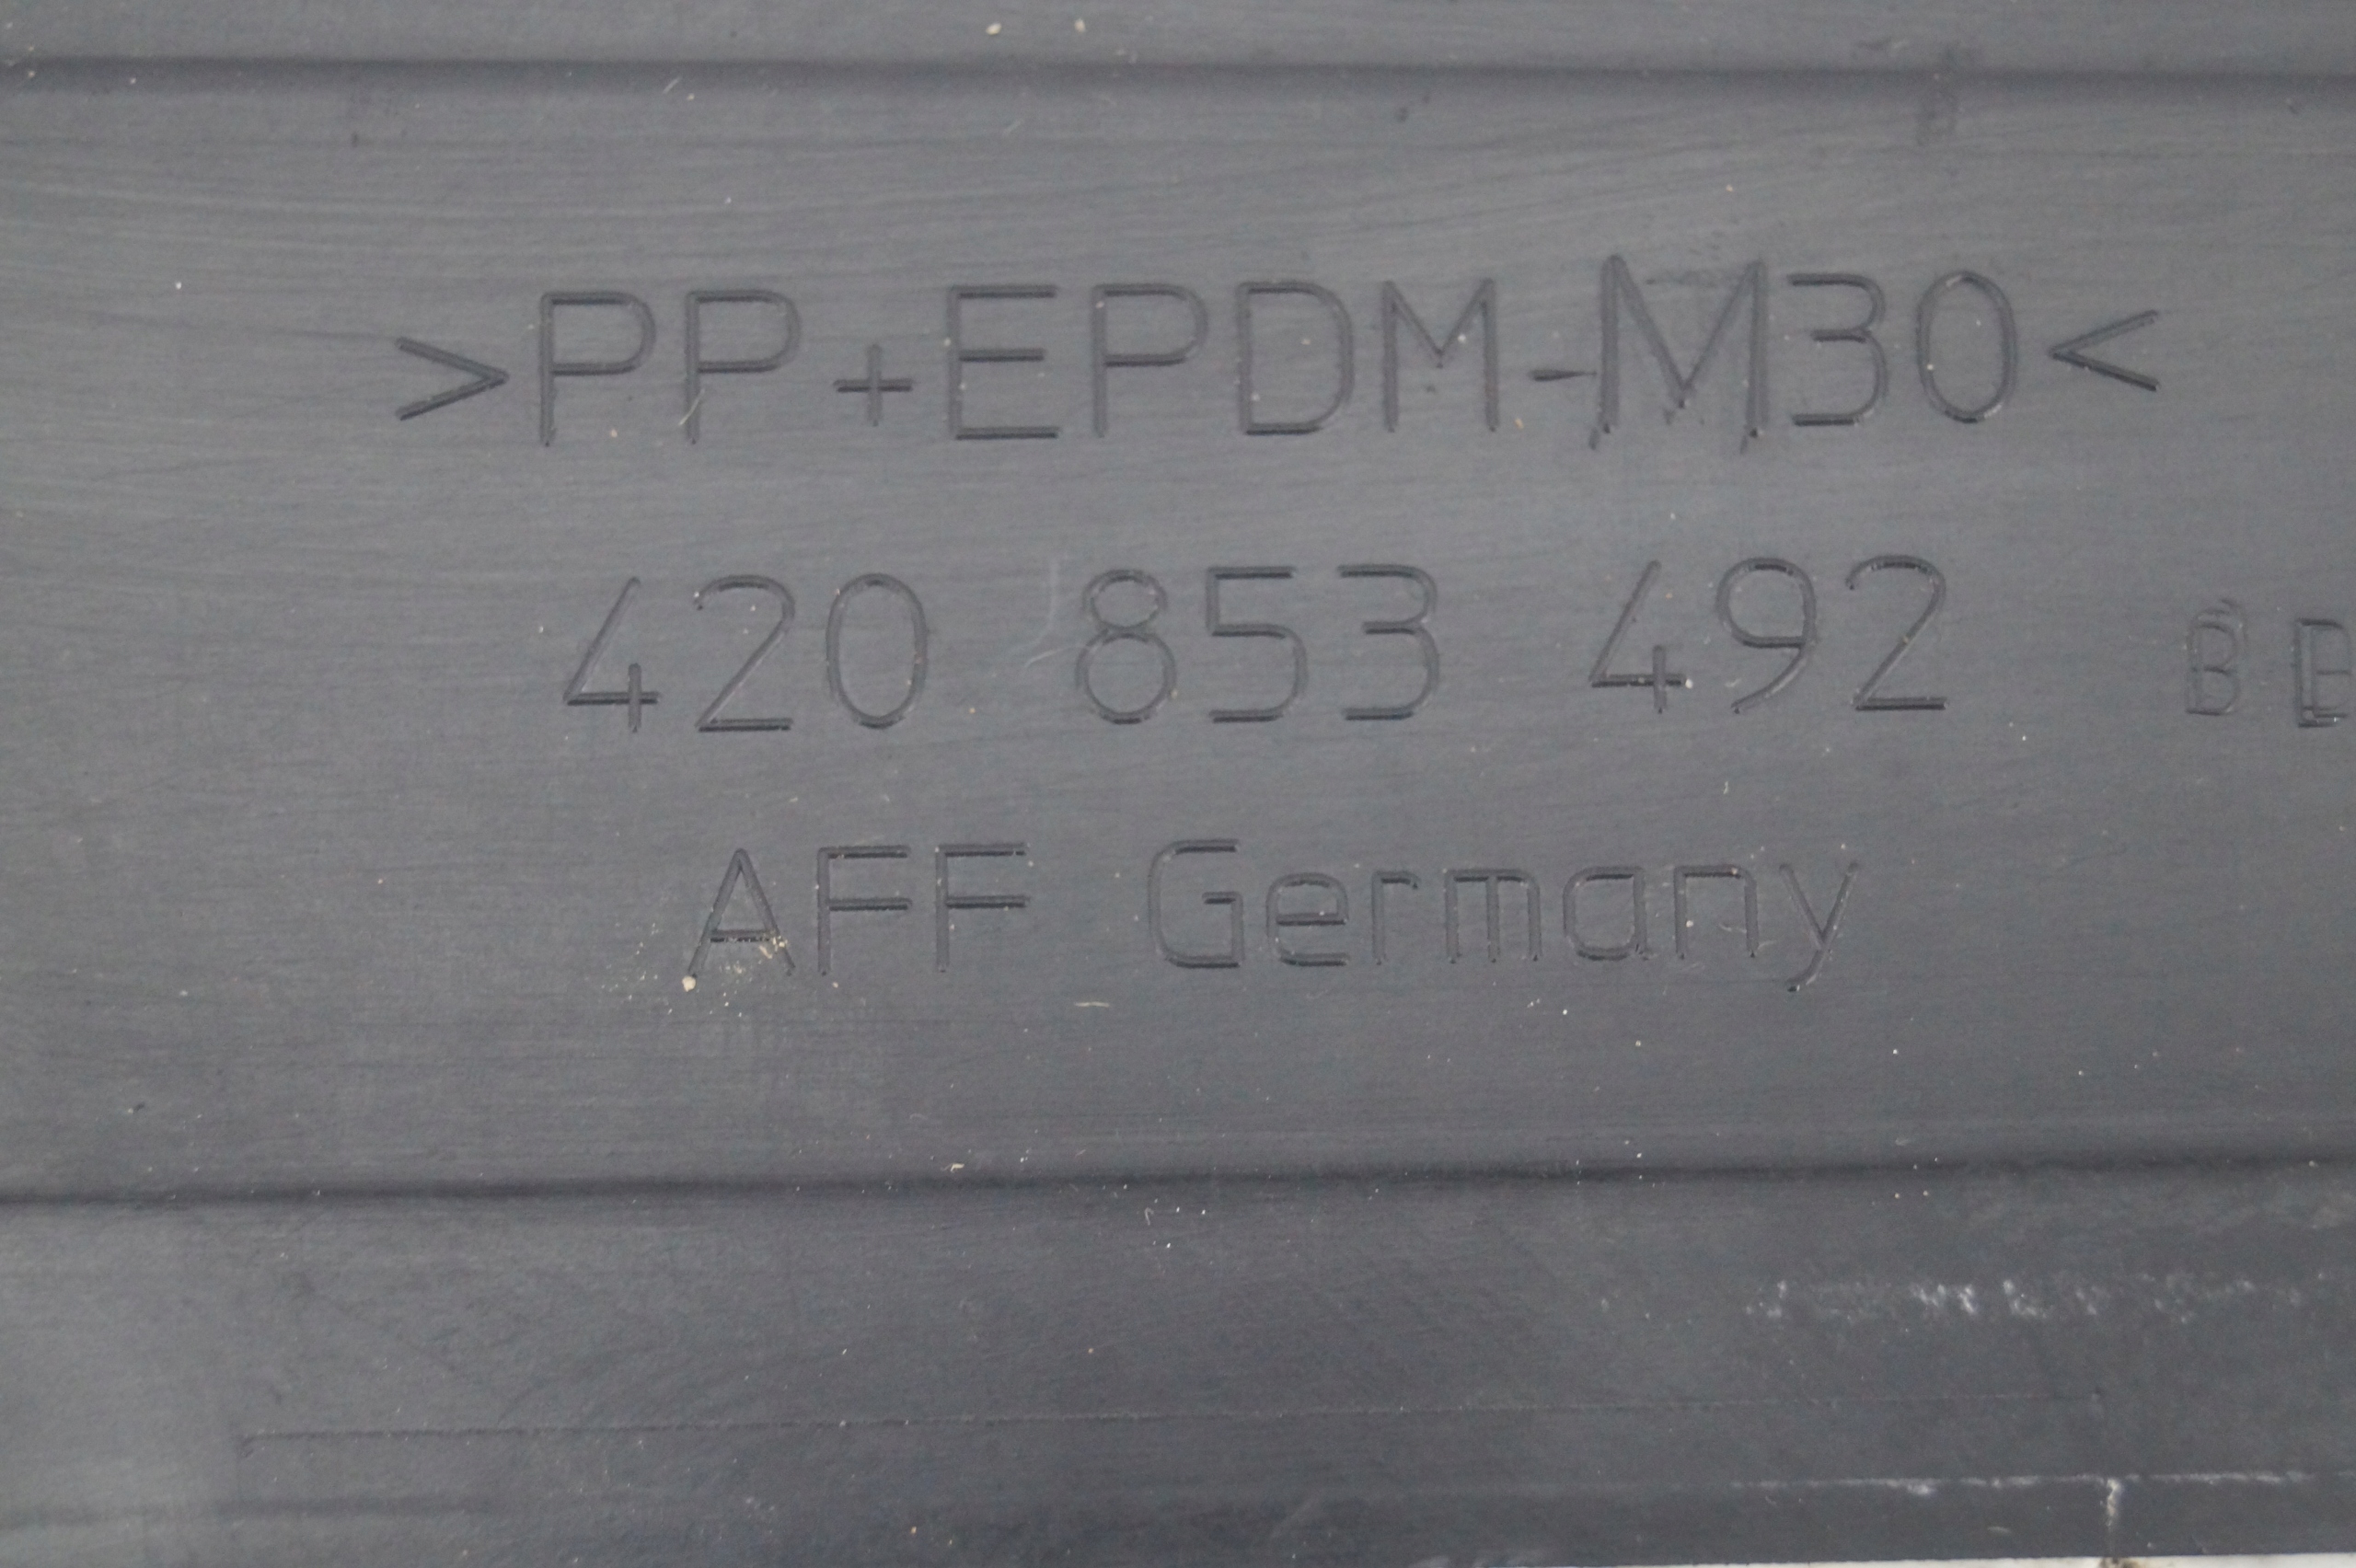 >PP+EPDM-M30<
420 853 492 B
AFF Germany